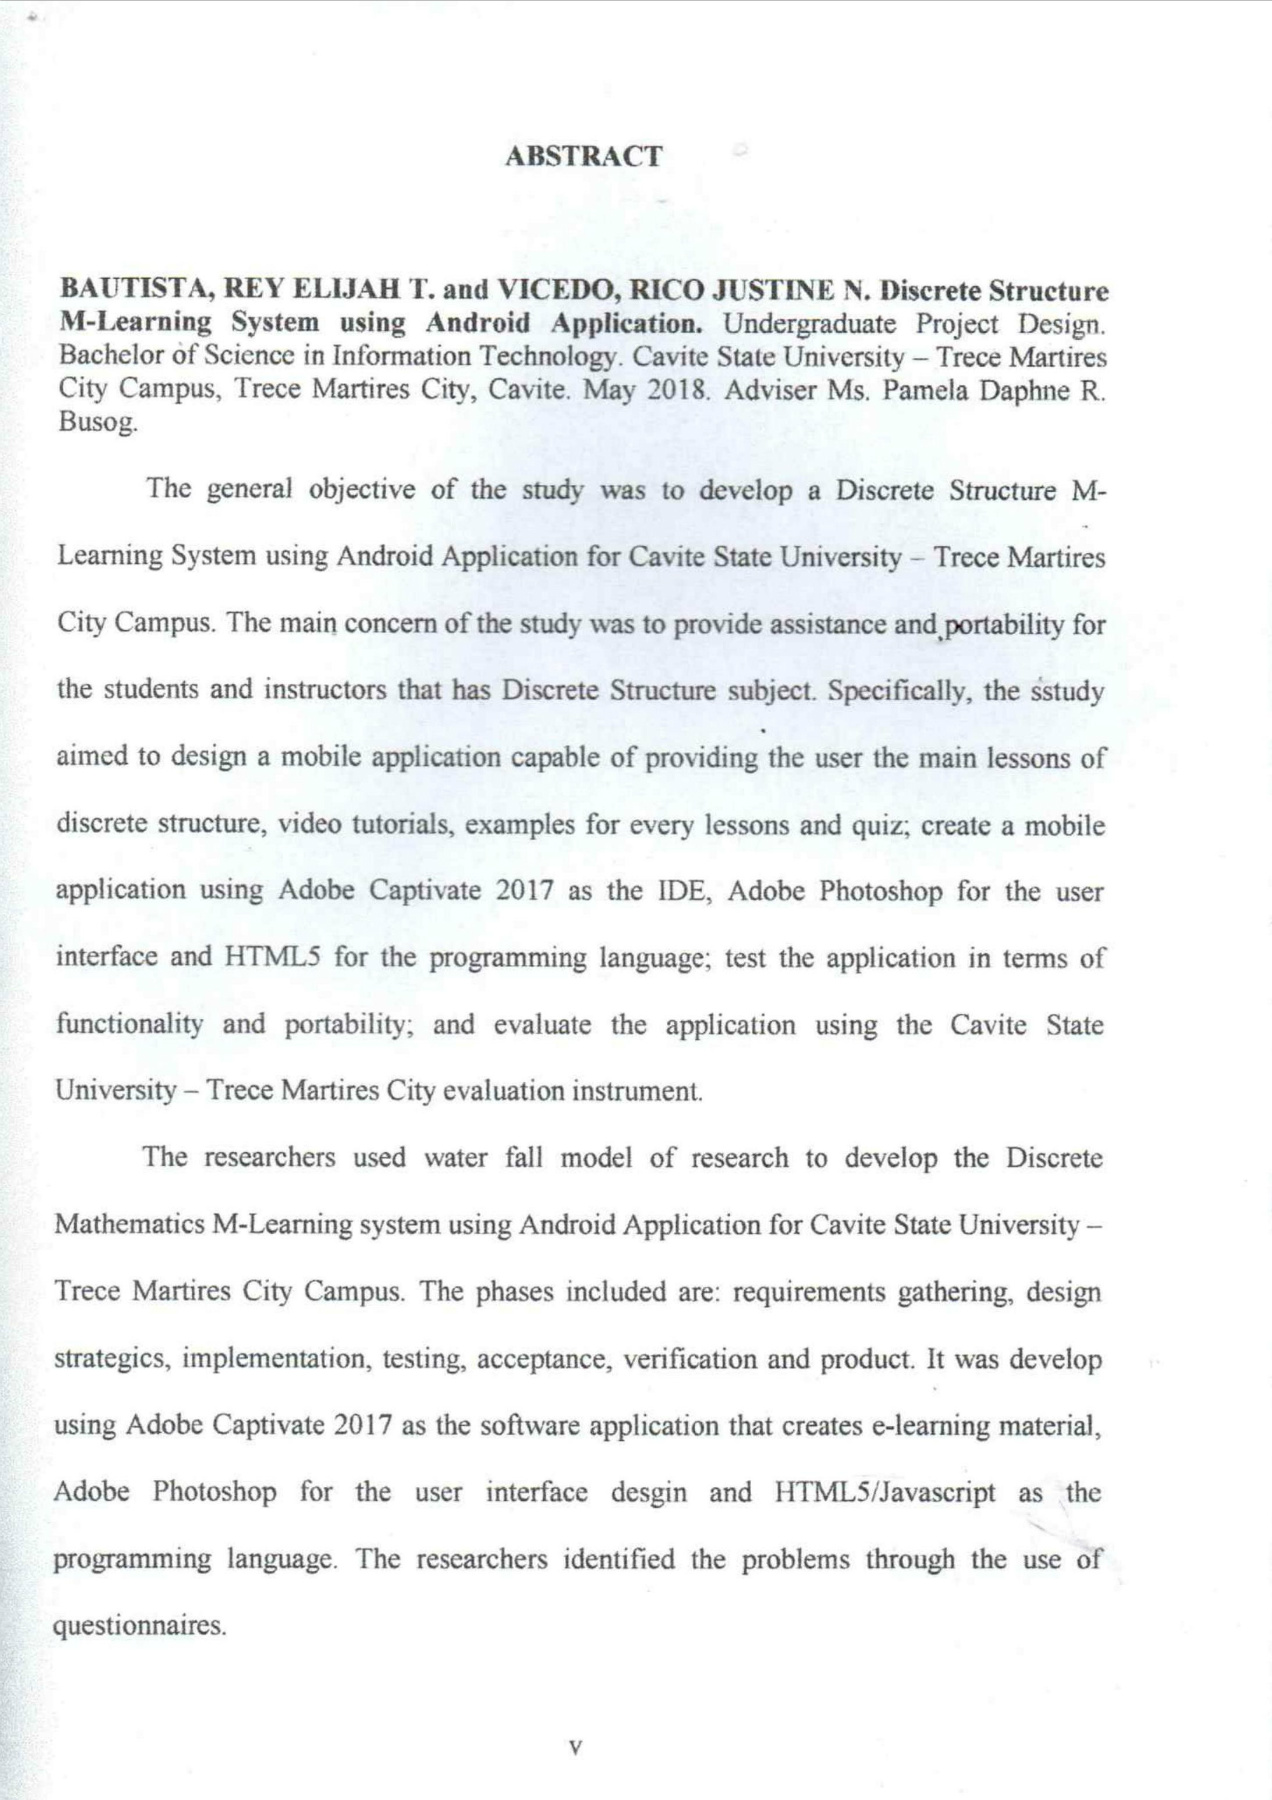 ABSTRACT
BAUTISTA, REY ELIJAH T. and VICEDO, RICO JUSTINE N. Discrete Structure
M-Learning System using Android Application. Undergraduate Project Design.
Bachelor of Science in Information Technology. Cavite State University – Trece Martires
City Campus, Trece Martires City, Cavite. May 2018. Adviser Ms. Pamela Daphne R.
Busog.
The general objective of the study was to develop a Discrete Structure M-
Learning System using Android Application for Cavite State University – Trece Martires
City Campus. The main concern of the study was to provide assistance and portability for
the students and instructors that has Discrete Structure subject. Specifically, the sstudy
aimed to design a mobile application capable of providing the user the main lessons of
discrete structure, video tutorials, examples for every lessons and quiz; create a mobile
application using Adobe Captivate 2017 as the IDE, Adobe Photoshop for the user
interface and HTML5 for the programming language; test the application in terms of
functionality and portability; and evaluate the application using the Cavite State
University – Trece Martires City evaluation instrument.
The researchers used water fall model of research to develop the Discrete
Mathematics M-Learning system using Android Application for Cavite State University –
Trece Martires City Campus. The phases included are: requirements gathering, design
strategics, implementation, testing, acceptance, verification and product. It was develop
using Adobe Captivate 2017 as the software application that creates e-learning material,
Adobe Photoshop for the user interface desgin and HTML5/Javascript as the
programming language. The researchers identified the problems through the use of
questionnaires.
v